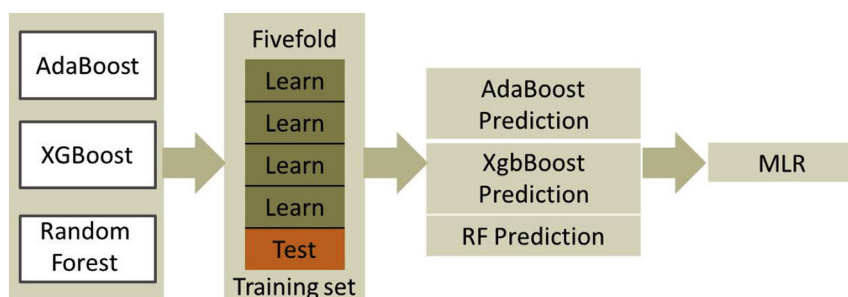 AdaBoost
XGBoost
Random
Forest
Fivefold
Learn
Learn
Learn
Learn
Test
Training set
AdaBoost
Prediction
XgbBoost
Prediction
RF Prediction
MLR